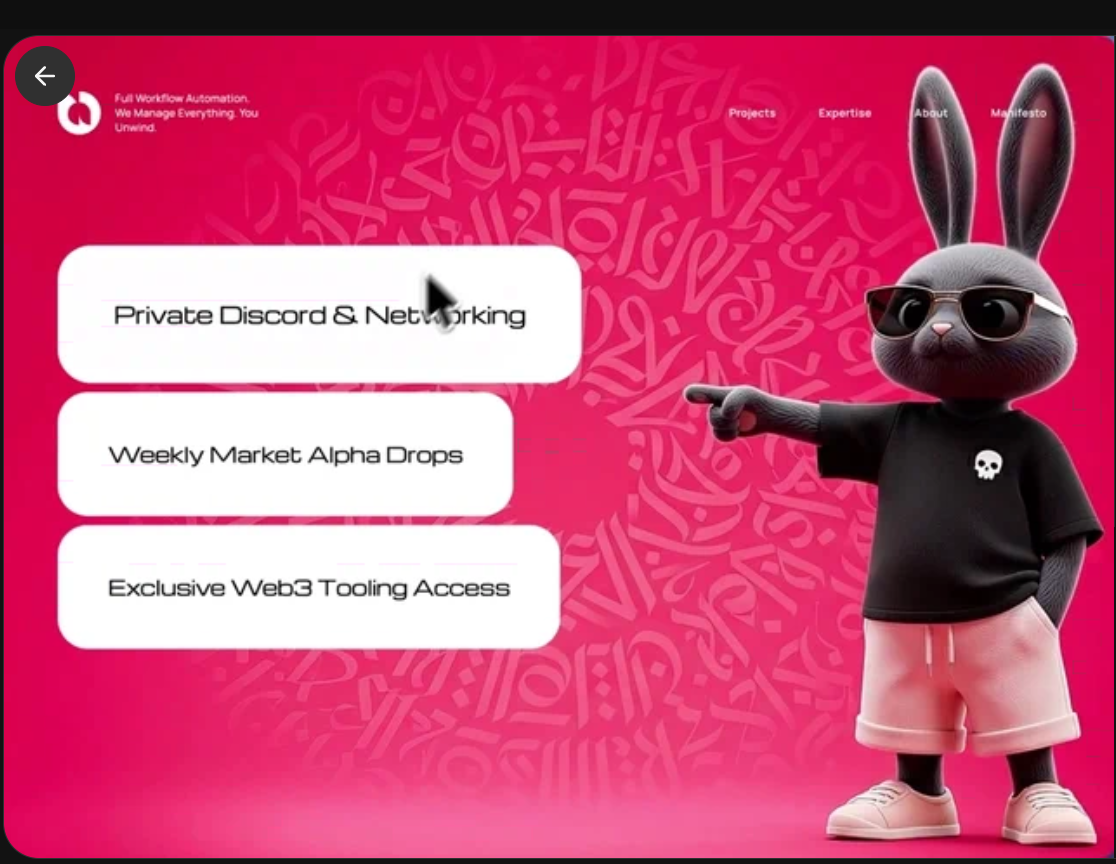 Full Workflow Automation.
We Manage Everything. You
Unwind.
Projects
Expertise
About
Manifesto
Private Discord & Networking
Weekly Market Alpha Drops
Exclusive Web3 Tooling Access